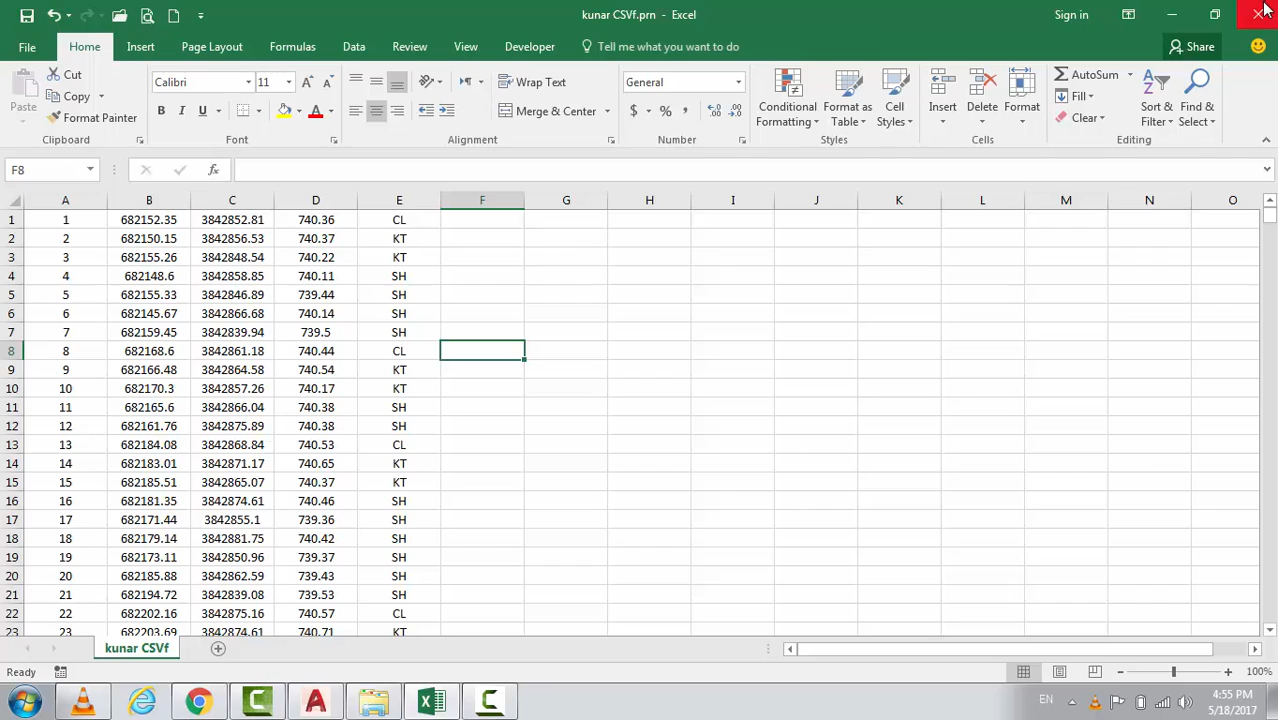 kunar CSVf.prn - Excel
Sign in
File Home Insert Page Layout Formulas Data Review View Developer Tell me what you want to do Share
Paste
Cut
Copy
Format Painter
Clipboard
Calibri 11
B I U
Font
Wrap Text
Merge & Center
Alignment
General
$ % ,
Number
Conditional Formatting
Format as Table
Cell Styles
Styles
Insert
Delete
Format
Cells
AutoSum
Fill
Clear
Sort & Filter
Find & Select
Editing
F8
fx
A B C D E F G H I J K L M N O
1 1 682152.35 3842852.81 740.36 CL
2 2 682150.15 3842856.53 740.37 KT
3 3 682155.26 3842848.54 740.22 KT
4 4 682148.6 3842858.85 740.11 SH
5 5 682155.33 3842846.89 739.44 SH
6 6 682145.67 3842866.68 740.14 SH
7 7 682159.45 3842839.94 739.5 SH
8 8 682168.6 3842861.18 740.44 CL
9 9 682166.48 3842864.58 740.54 KT
10 10 682170.3 3842857.26 740.17 KT
11 11 682165.6 3842866.04 740.38 SH
12 12 682161.76 3842875.89 740.38 SH
13 13 682184.08 3842868.84 740.53 CL
14 14 682183.01 3842871.17 740.65 KT
15 15 682185.51 3842865.07 740.37 KT
16 16 682181.35 3842874.61 740.46 SH
17 17 682171.44 3842855.1 739.36 SH
18 18 682179.14 3842881.75 740.42 SH
19 19 682173.11 3842850.96 739.37 SH
20 20 682185.88 3842862.59 739.43 SH
21 21 682194.72 3842839.08 739.53 SH
22 22 682202.16 3842875.16 740.57 CL
23 23 682203.69 3842874.61 740.71 KT
kunar CSVf
Ready
100%
EN
4:55 PM
5/18/2017